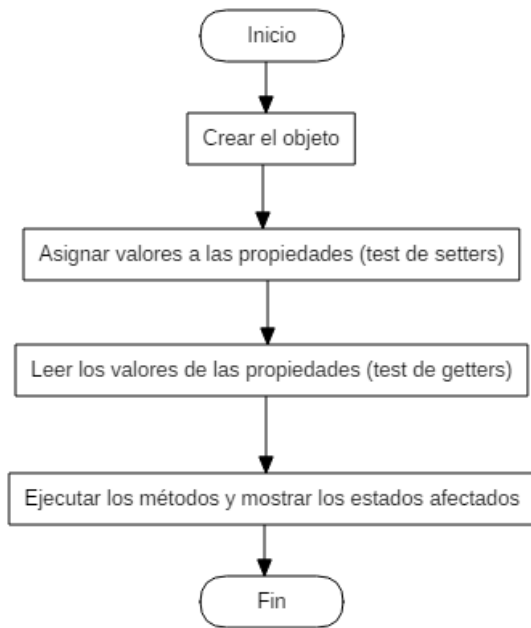 Inicio
Crear el objeto
Asignar valores a las propiedades (test de setters)
Leer los valores de las propiedades (test de getters)
Ejecutar los métodos y mostrar los estados afectados
Fin